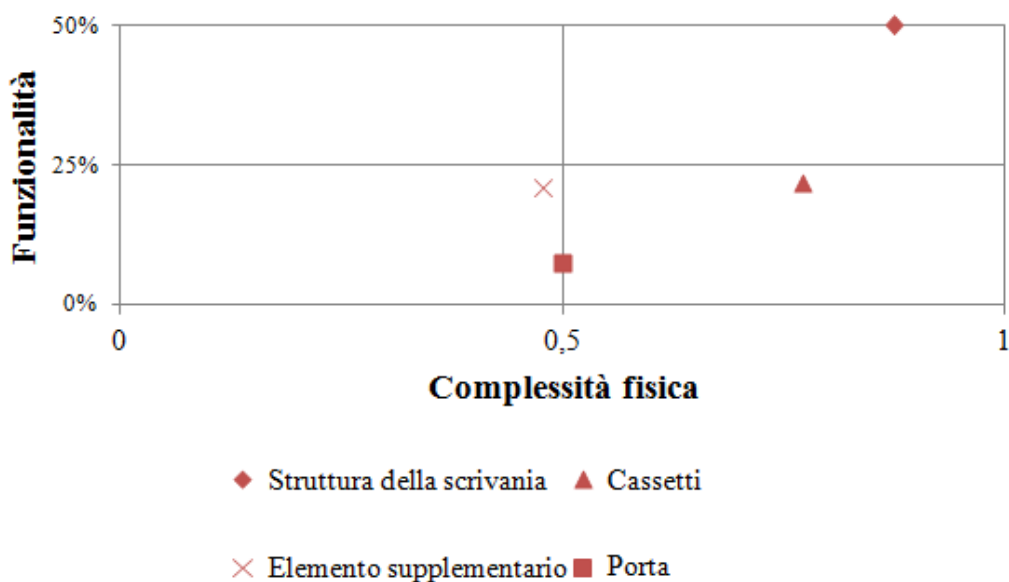 50%
Funzionalità
25%
0%
0
0,5
1
Complessità fisica
Struttura della scrivania
Cassetti
Elemento supplementario
Porta